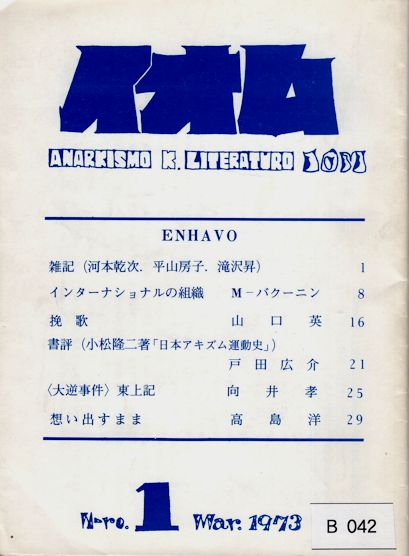 イオム
ANARKISMO K. LITERATURO
ENHAVO
雑記（河本乾次．平山房子．滝沢昇） 1
インターナショナルの組織 M－バクーニン 8
挽歌 山口英 16
書評（小松隆二著「日本アキズム運動史」）
戸田広介 21
〈大逆事件〉東上記 向井孝 25
想い出すまま 高島洋 29
N-ro. 1 Mar. 1973
B 042